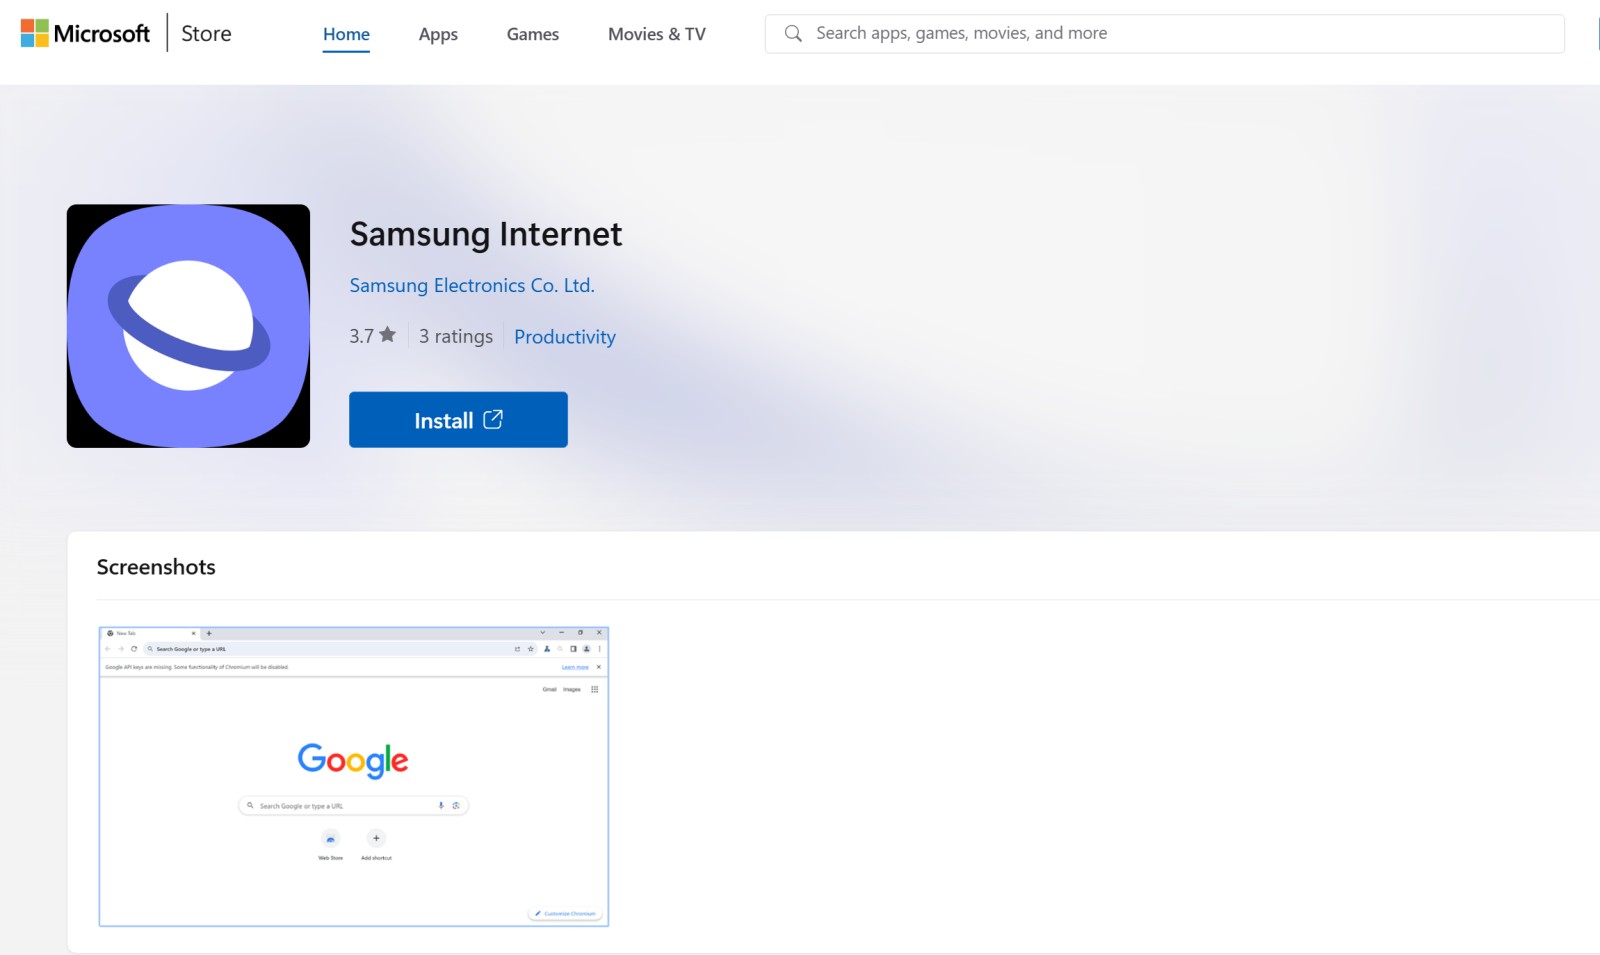 Microsoft Store Home Apps Games Movies & TV Search apps, games, movies, and more
Samsung Internet
Samsung Electronics Co. Ltd.
3.7 3 ratings Productivity
Install
Screenshots
New Tab
Search Google or type a URL
Google API keys are missing. Some functionality of Chromium will be disabled. Learn more
Gmail Images
Google
Search Google or type a URL
Web Store Add shortcut
Customize Chromium